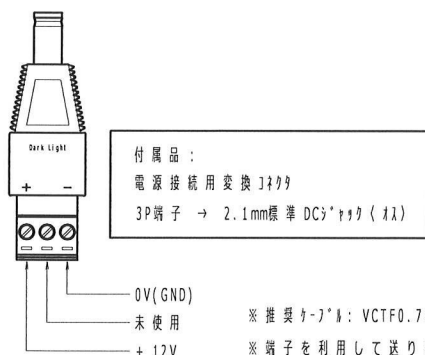 Dark Light
+ −
付属品：
電源接続用変換ｺﾈｸﾀ
3P端子 → 2.1mm標準DCｼﾞｬｯｸ〈ｵｽ〉
0V(GND)
未使用
+ 12V
※推奨ｹｰﾌﾞﾙ: VCTF0.7
※端子を利用して送り